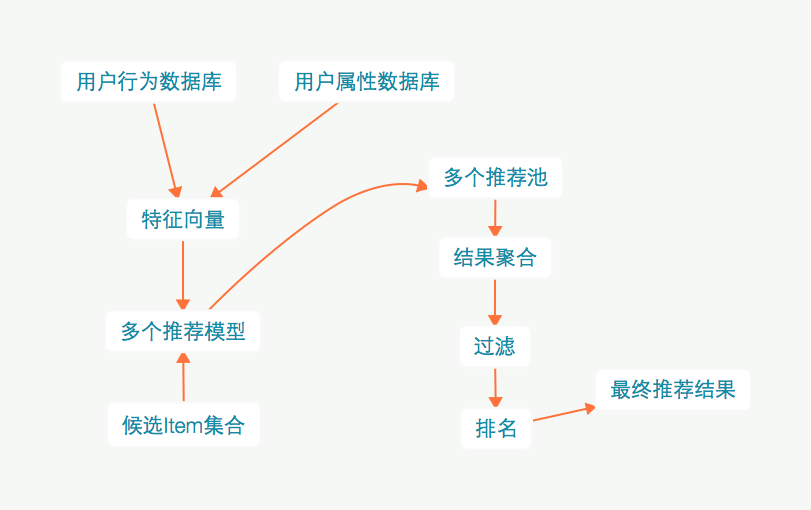 用户行为数据库
用户属性数据库
特征向量
多个推荐模型
候选Item集合
多个推荐池
结果聚合
过滤
排名
最终推荐结果